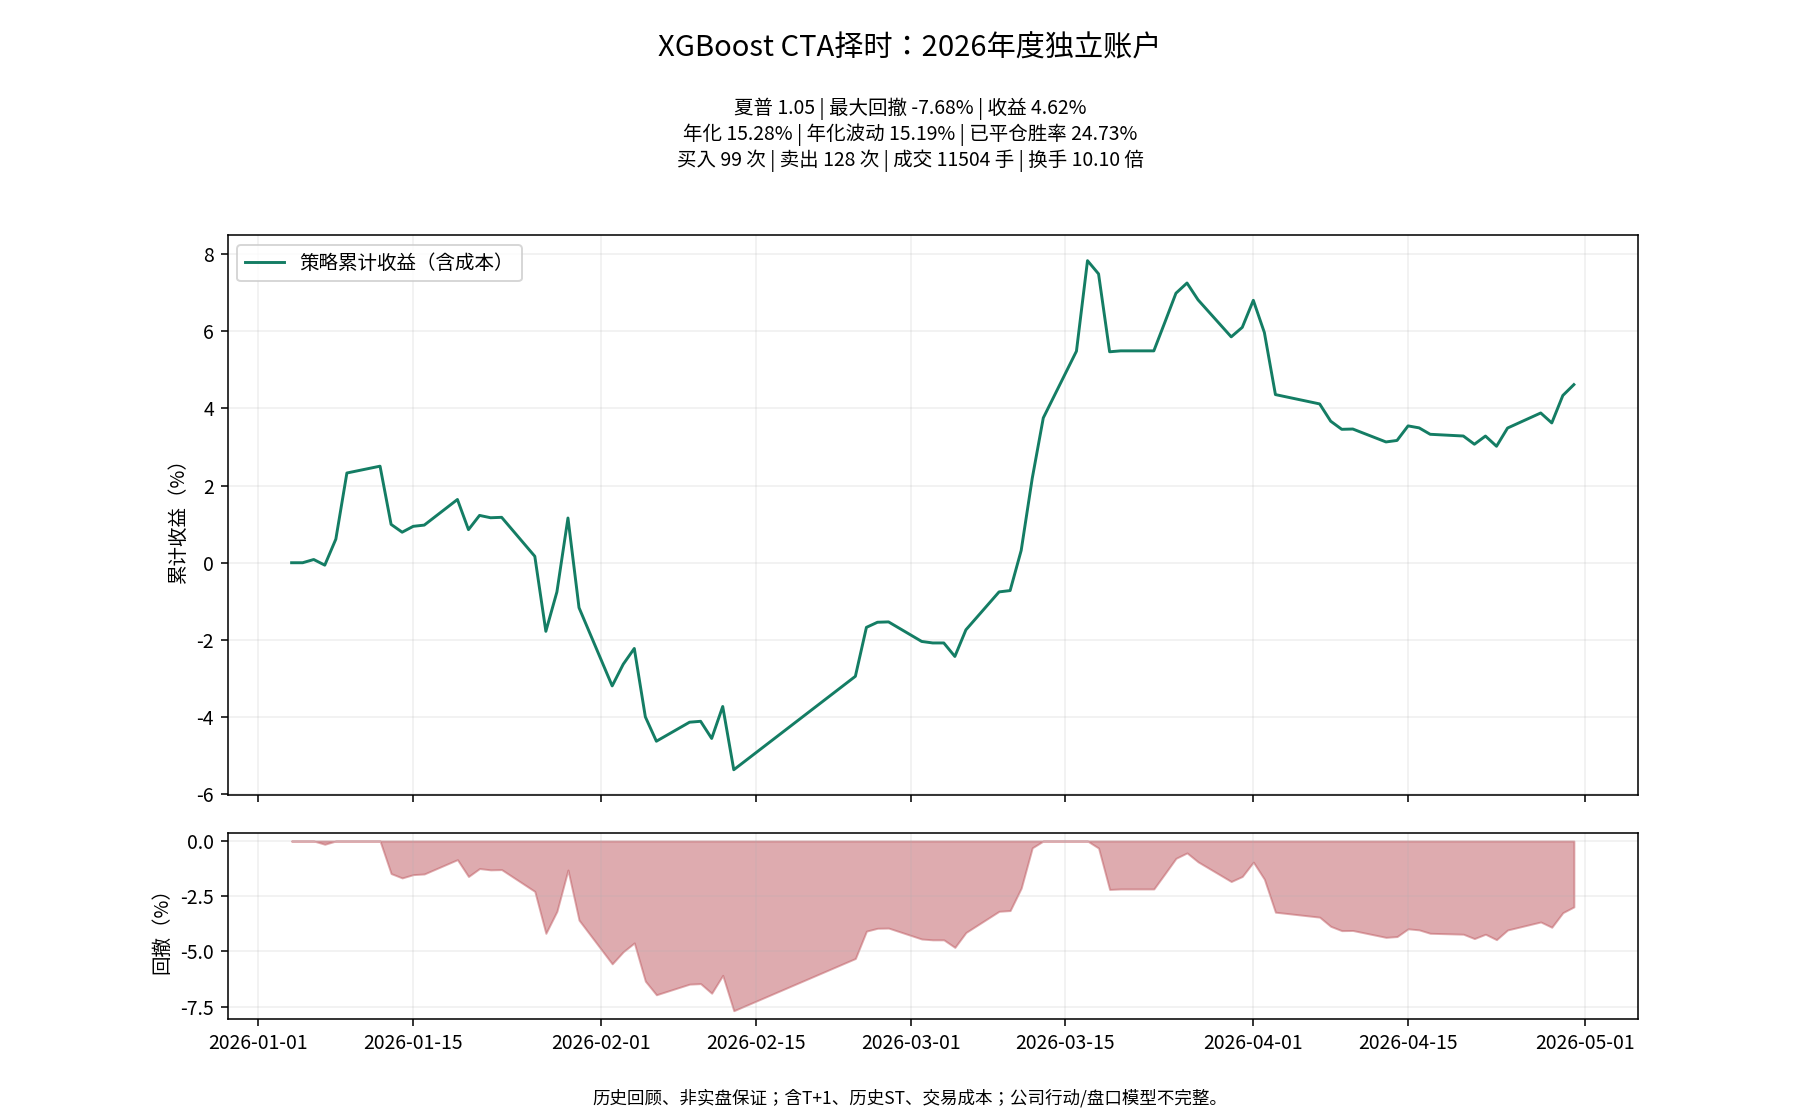 XGBoost CTA择时：2026年度独立账户
夏普 1.05 | 最大回撤 -7.68% | 收益 4.62%
年化 15.28% | 年化波动 15.19% | 已平仓胜率 24.73%
买入 99 次 | 卖出 128 次 | 成交 11504 手 | 换手 10.10 倍
策略累计收益（含成本）
累计收益（%）
8
6
4
2
0
-2
-4
-6
回撤（%）
0.0
-2.5
-5.0
-7.5
2026-01-01
2026-01-15
2026-02-01
2026-02-15
2026-03-01
2026-03-15
2026-04-01
2026-04-15
2026-05-01
历史回顾、非实盘保证；含T+1、历史ST、交易成本；公司行动/盘口模型不完整。